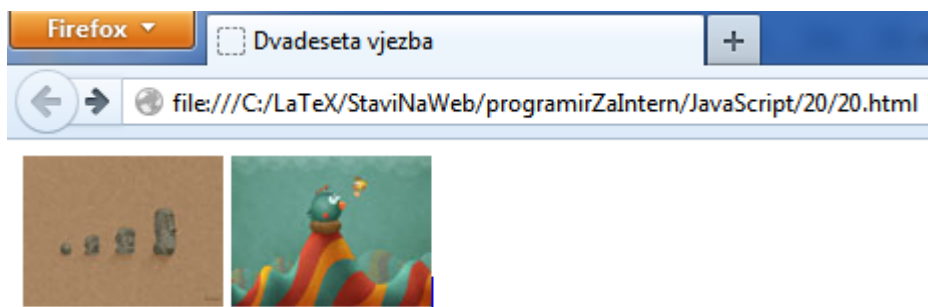 Firefox
Dvadeseta vjezba
file:///C:/LaTeX/StaviNaWeb/programirZaIntern/JavaScript/20/20.html